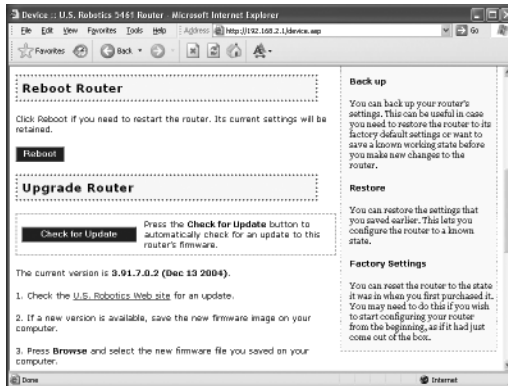 Device :: U.S. Robotics 5461 Router - Microsoft Internet Explorer
File Edit View Favorites Tools Help Address http://192.168.2.1/device.asp Go
Favorites Back
Reboot Router
Click Reboot if you need to restart the router. Its current settings will be
retained.
Reboot
Upgrade Router
Check for Update
Press the Check for Update button to
automatically check for an update to this
router's firmware.
The current version is 3.91.7.0.2 (Dec 13 2004).
1. Check the U.S. Robotics Web site for an update.
2. If a new version is available, save the new firmware image on your
computer.
3. Press Browse and select the new firmware file you saved on your
computer.
Back up
You can back up your router's
settings. This can be useful in case
you need to restore the router to its
factory default settings or want to
save a known working state before
you make new changes to the
router.
Restore
You can restore the settings that
you saved earlier. This lets you
configure the router to a known
state.
Factory Settings
You can reset the router to the state
it was in when you first purchased it.
You may need to do this if you wish
to start configuring your router
from the beginning, as if it had just
come out of the box.
Done
Internet